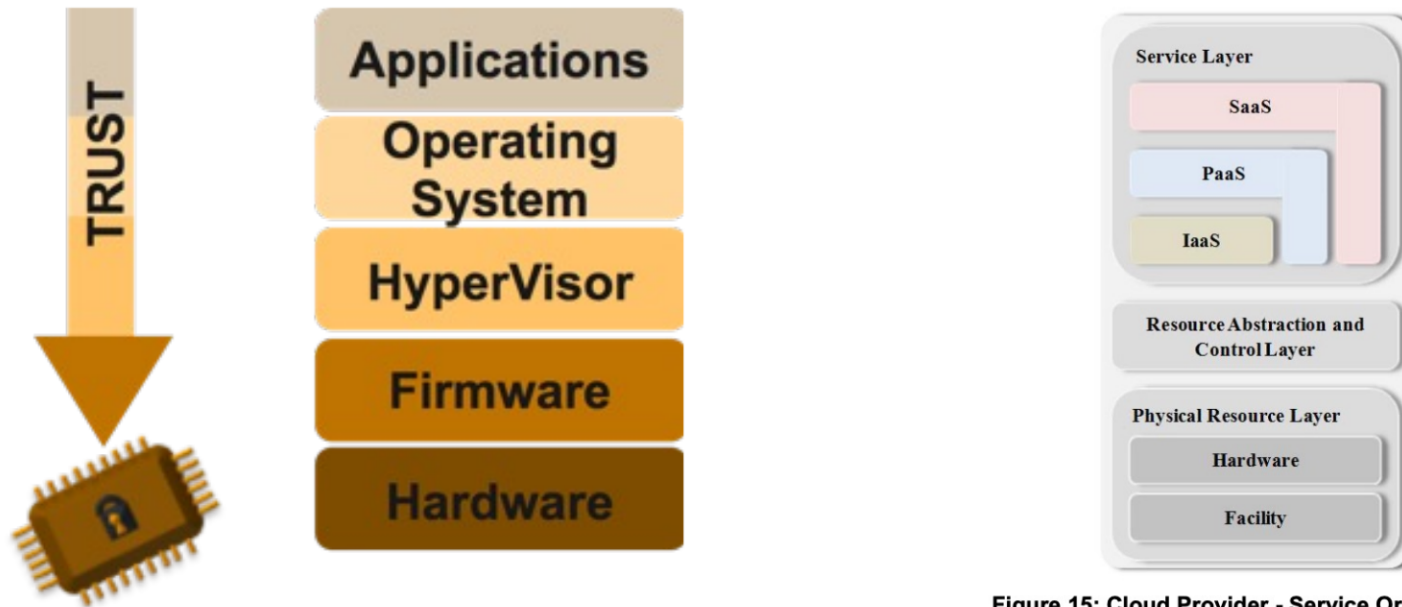 TRUST
Applications
Operating
System
HyperVisor
Firmware
Hardware
Service Layer
SaaS
PaaS
IaaS
Resource Abstraction and
Control Layer
Physical Resource Layer
Hardware
Facility
Figure 15: Cloud Provider - Service Or